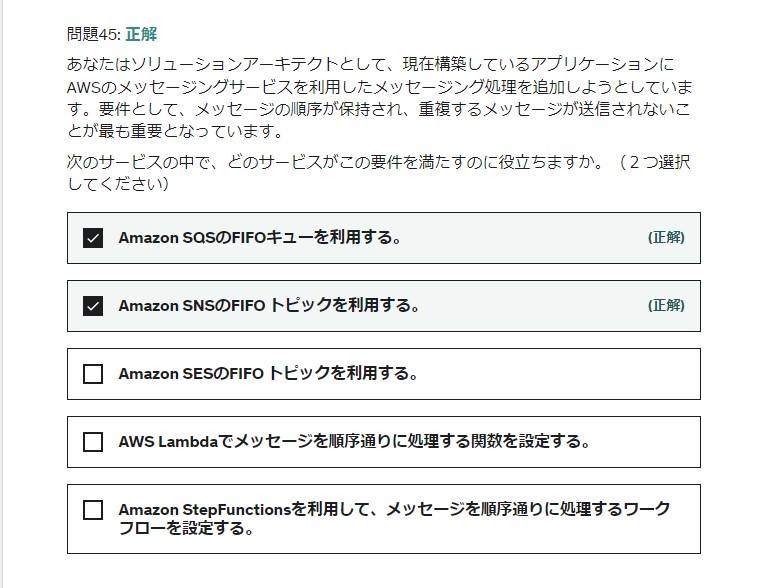 問題45: 正解
あなたはソリューションアーキテクトとして、現在構築しているアプリケーションに
AWSのメッセージングサービスを利用したメッセージング処理を追加しようとしていま
す。要件として、メッセージの順序が保持され、重複するメッセージが送信されないこ
とが最も重要となっています。
次のサービスの中で、どのサービスがこの要件を満たすのに役立ちますか。（２つ選択
してください）
Amazon SQSのFIFOキューを利用する。 (正解)
Amazon SNSのFIFO トピックを利用する。 (正解)
Amazon SESのFIFO トピックを利用する。
AWS Lambdaでメッセージを順序通りに処理する関数を設定する。
Amazon StepFunctionsを利用して、メッセージを順序通りに処理するワーク
フローを設定する。